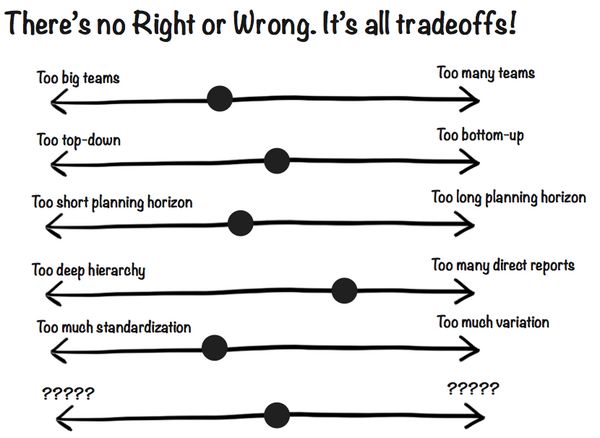 There's no Right or Wrong. It's all tradeoffs!
Too big teams
Too many teams
Too top-down
Too bottom-up
Too short planning horizon
Too long planning horizon
Too deep hierarchy
Too many direct reports
Too much standardization
Too much variation
?????
?????